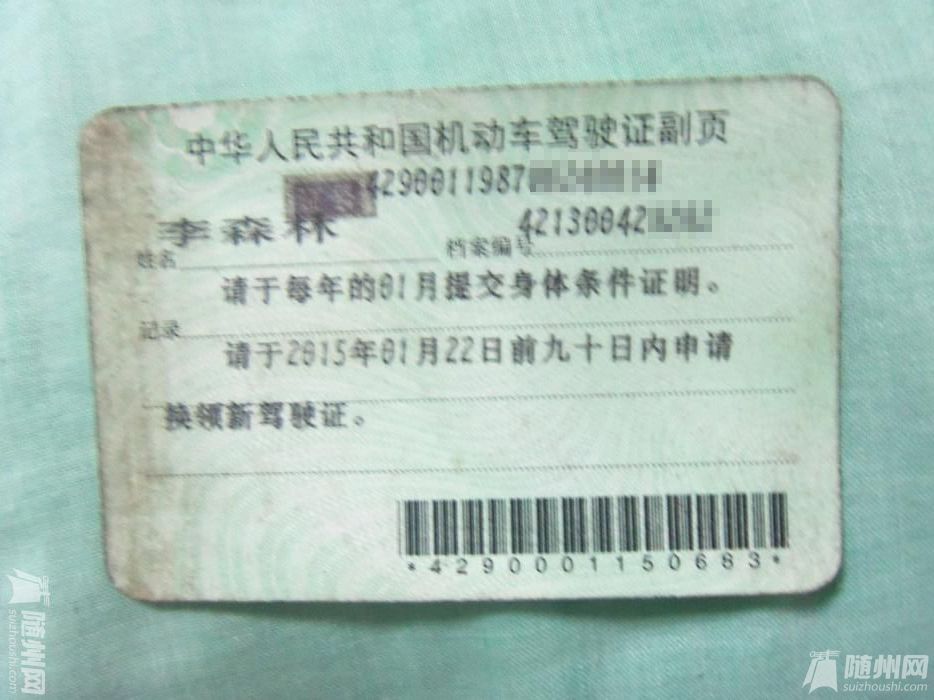 中华人民共和国机动车驾驶证副页
4290011987
李森林
42130042
姓名
档案编号
请于每年的01月提交身体条件证明。
记录
请于2015年01月22日前九十日内申请
换领新驾驶证。
*4290001150683*
随州网
suizhoushi.com
随州网
suizhoushi.com